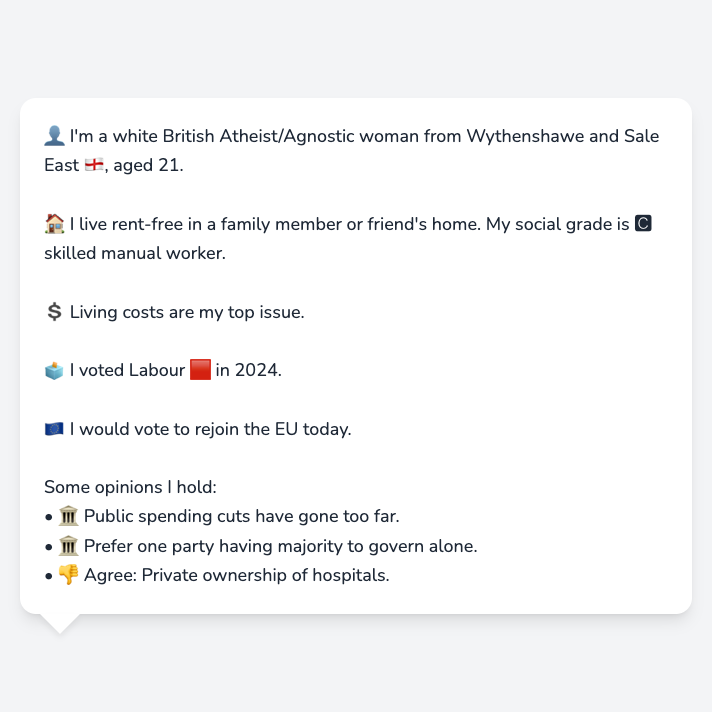 👤 I'm a white British Atheist/Agnostic woman from Wythenshawe and Sale
East 🏴󠁧󠁢󠁥󠁮󠁧󠁿, aged 21.
🏠 I live rent-free in a family member or friend's home. My social grade is C
skilled manual worker.
💲 Living costs are my top issue.
🗳️ I voted Labour 🟥 in 2024.
🇪🇺 I would vote to rejoin the EU today.
Some opinions I hold:
• 🏛️ Public spending cuts have gone too far.
• 🏛️ Prefer one party having majority to govern alone.
• 👎 Agree: Private ownership of hospitals.